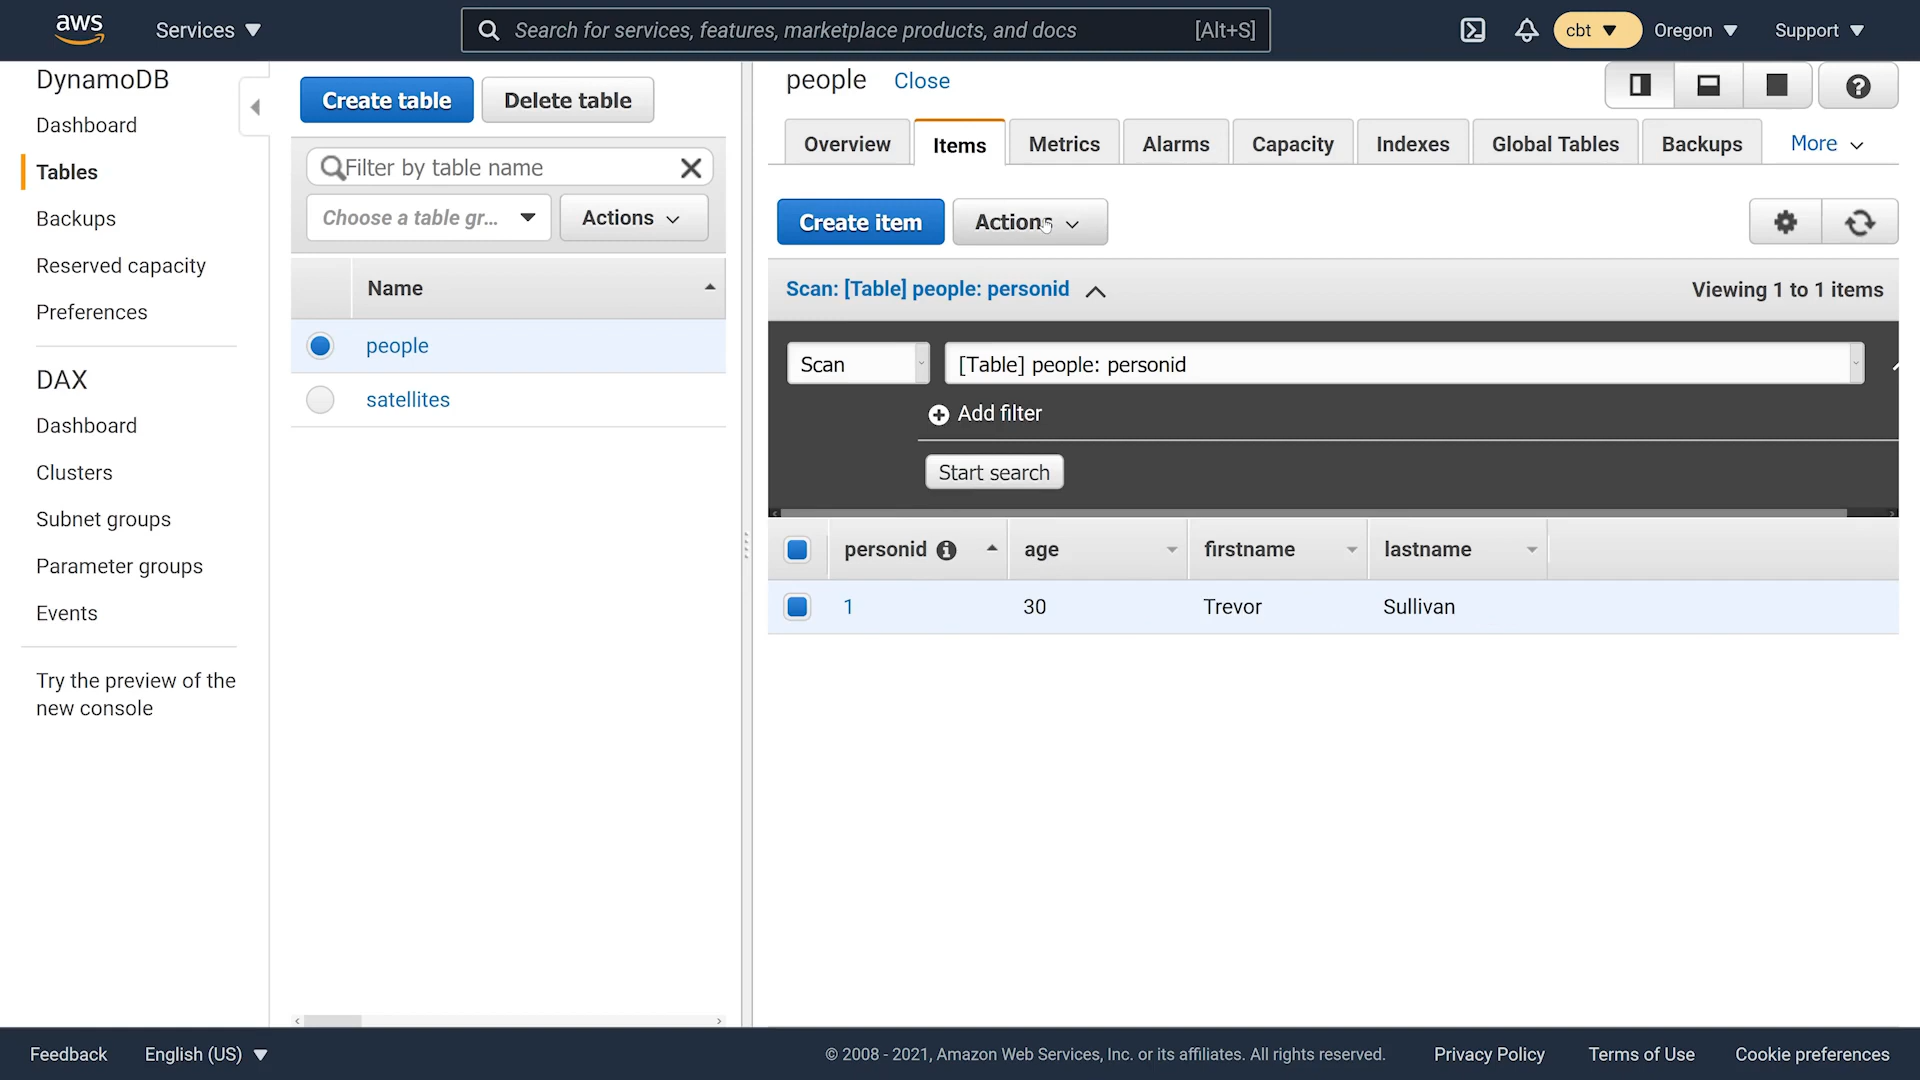 aws
Services
Search for services, features, marketplace products, and docs
[Alt+S]
cbt
Oregon
Support
DynamoDB
Dashboard
Tables
Backups
Reserved capacity
Preferences
DAX
Dashboard
Clusters
Subnet groups
Parameter groups
Events
Try the preview of the
new console
Create table
Delete table
Filter by table name
Choose a table gr...
Actions
Name
people
satellites
people
Close
Overview
Items
Metrics
Alarms
Capacity
Indexes
Global Tables
Backups
More
Create item
Actions
Scan: [Table] people: personid
Viewing 1 to 1 items
Scan
[Table] people: personid
Add filter
Start search
personid
age
firstname
lastname
1
30
Trevor
Sullivan
Feedback
English (US)
© 2008 - 2021, Amazon Web Services, Inc. or its affiliates. All rights reserved.
Privacy Policy
Terms of Use
Cookie preferences